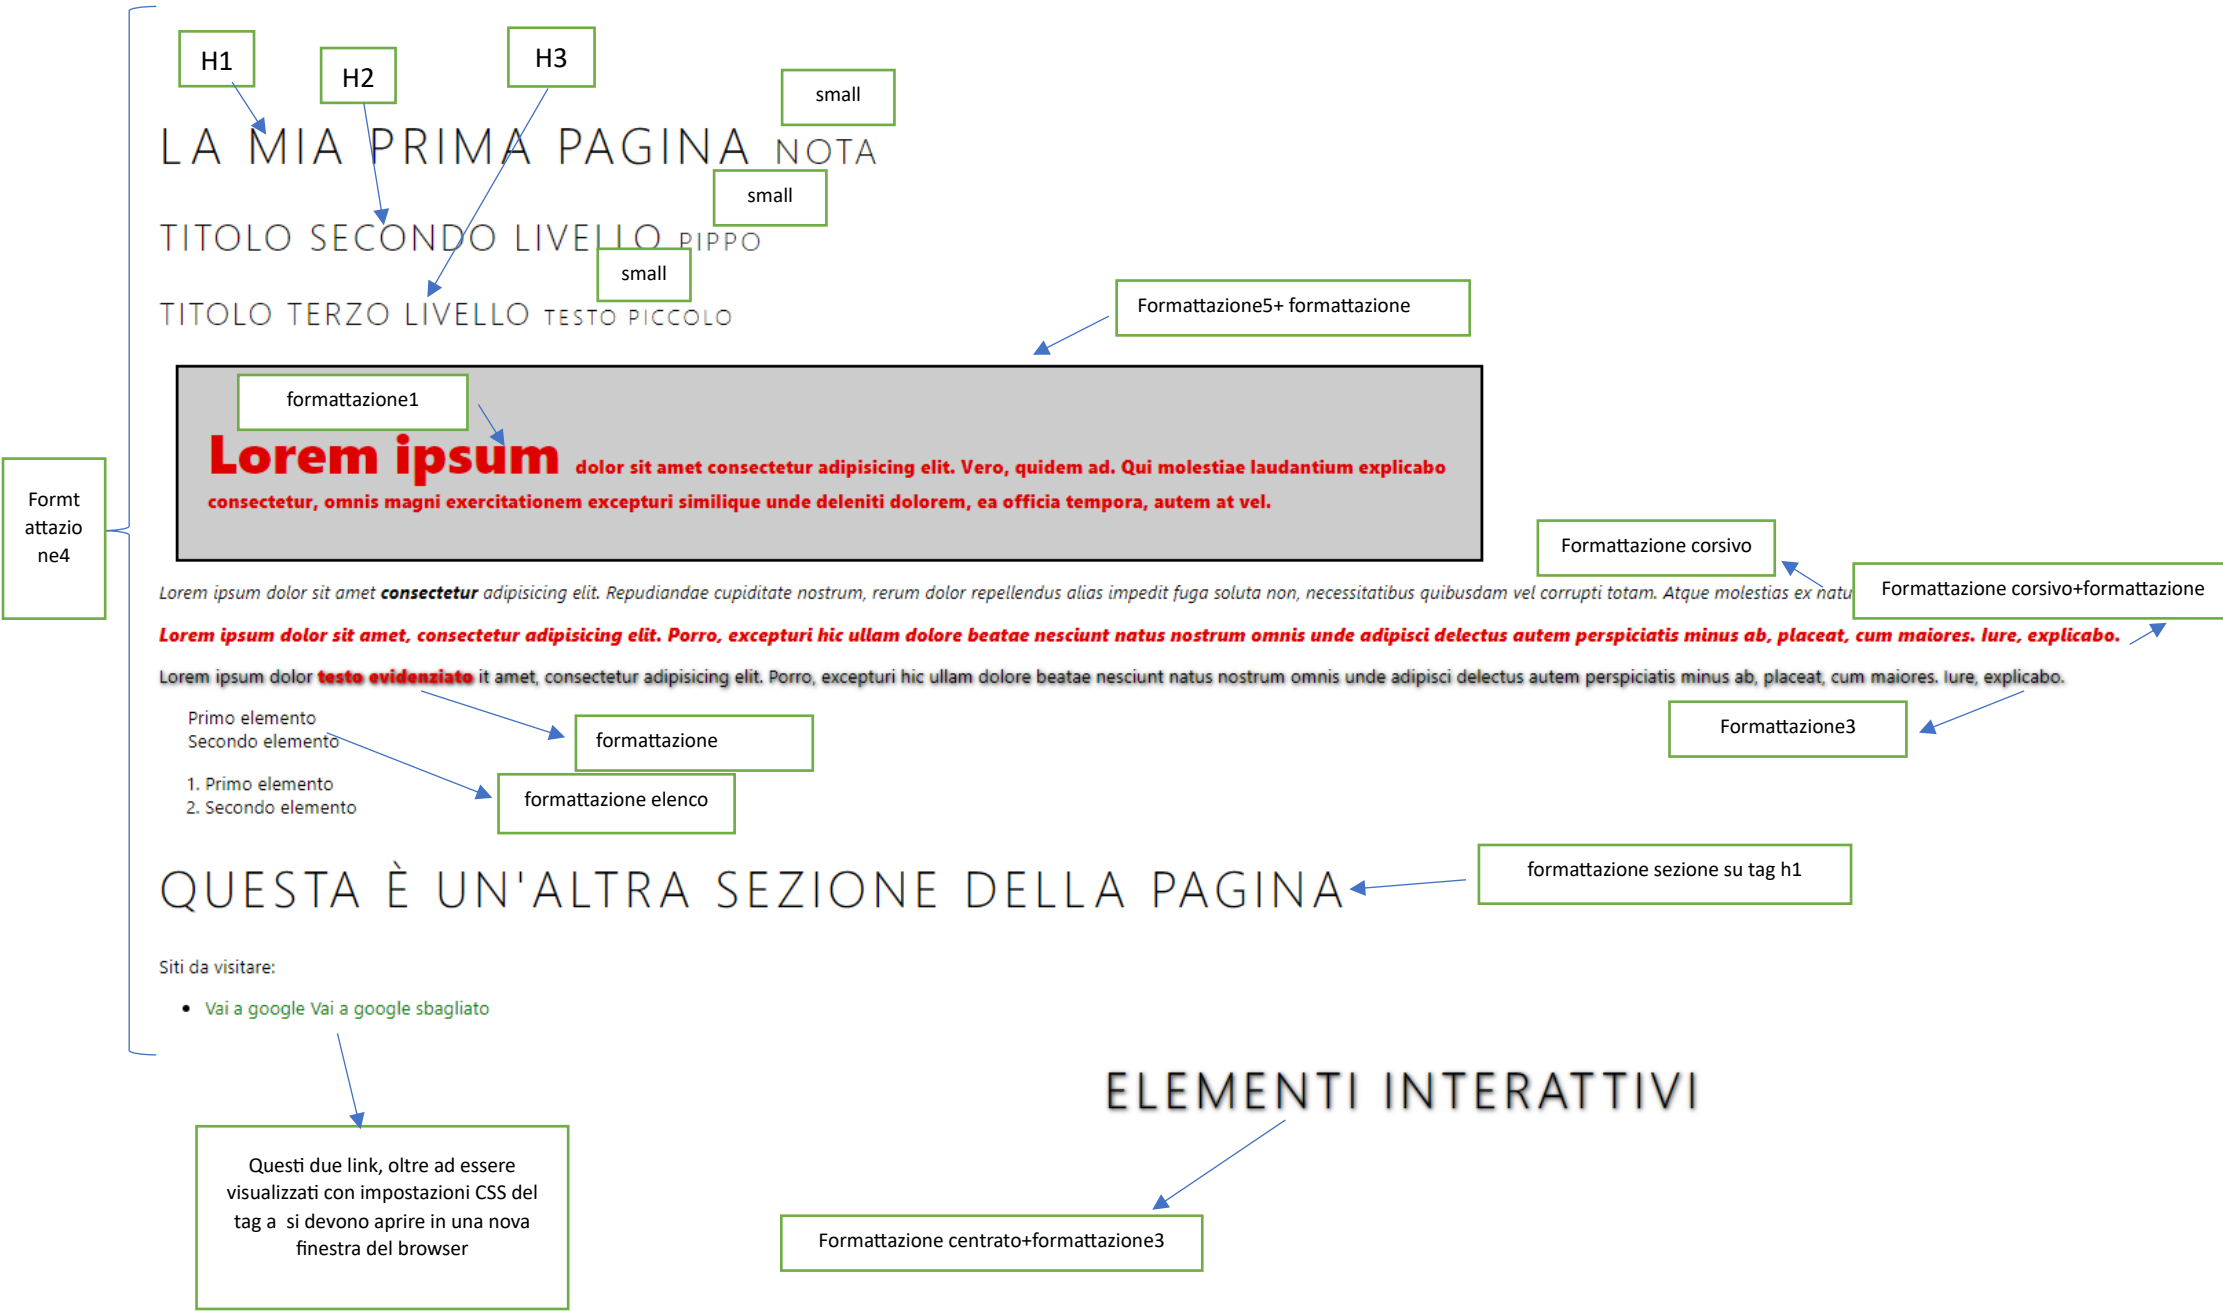 H1
H2
H3
small
LA MIA PRIMA PAGINA NOTA
small
TITOLO SECONDO LIVELLO PIPPO
small
TITOLO TERZO LIVELLO TESTO PICCOLO
Formattazione5+ formattazione
formattazione1
Lorem ipsum dolor sit amet consectetur adipisicing elit. Vero, quidem ad. Qui molestiae laudantium explicabo
consectetur, omnis magni exercitationem excepturi similique unde deleniti dolorem, ea officia tempora, autem at vel.
Formt
attazio
ne4
Formattazione corsivo
Formattazione corsivo+formattazione
Lorem ipsum dolor sit amet consectetur adipisicing elit. Repudiandae cupiditate nostrum, rerum dolor repellendus alias impedit fuga soluta non, necessitatibus quibusdam vel corrupti totam. Atque molestias ex natu
Lorem ipsum dolor sit amet, consectetur adipisicing elit. Porro, excepturi hic ullam dolore beatae nesciunt natus nostrum omnis unde adipisci delectus autem perspiciatis minus ab, placeat, cum maiores. Iure, explicabo.
Lorem ipsum dolor testo evidenziato it amet, consectetur adipisicing elit. Porro, excepturi hic ullam dolore beatae nesciunt natus nostrum omnis unde adipisci delectus autem perspiciatis minus ab, placeat, cum maiores. Iure, explicabo.
Primo elemento
Secondo elemento
formattazione
Formattazione3
1. Primo elemento
2. Secondo elemento
formattazione elenco
QUESTA È UN'ALTRA SEZIONE DELLA PAGINA
formattazione sezione su tag h1
Siti da visitare:
• Vai a google Vai a google sbagliato
ELEMENTI INTERATTIVI
Questi due link, oltre ad essere
visualizzati con impostazioni CSS del
tag a si devono aprire in una nova
finestra del browser
Formattazione centrato+formattazione3